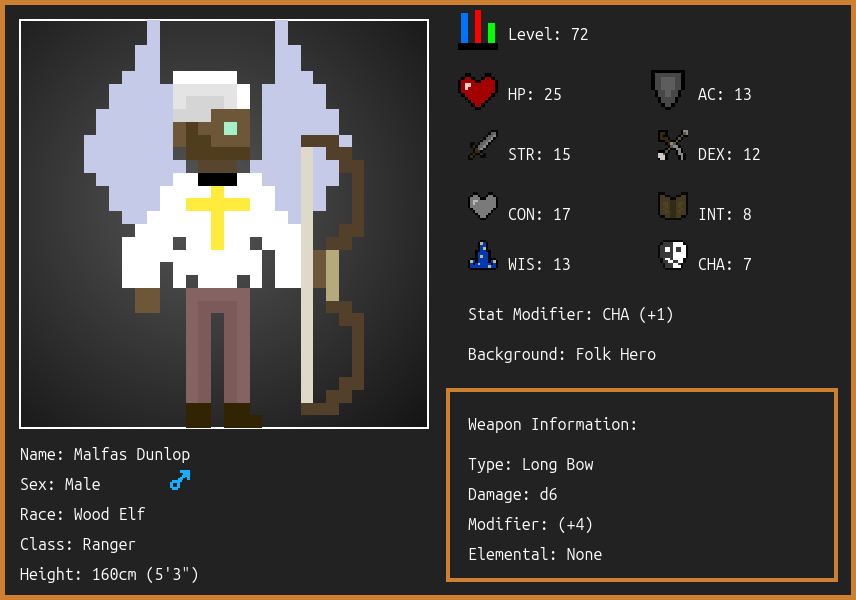 Level: 72
HP: 25
AC: 13
STR: 15
DEX: 12
CON: 17
INT: 8
WIS: 13
CHA: 7
Stat Modifier: CHA (+1)
Background: Folk Hero
Weapon Information:
Type: Long Bow
Damage: d6
Modifier: (+4)
Elemental: None
Name: Malfas Dunlop
Sex: Male
Race: Wood Elf
Class: Ranger
Height: 160cm (5'3")